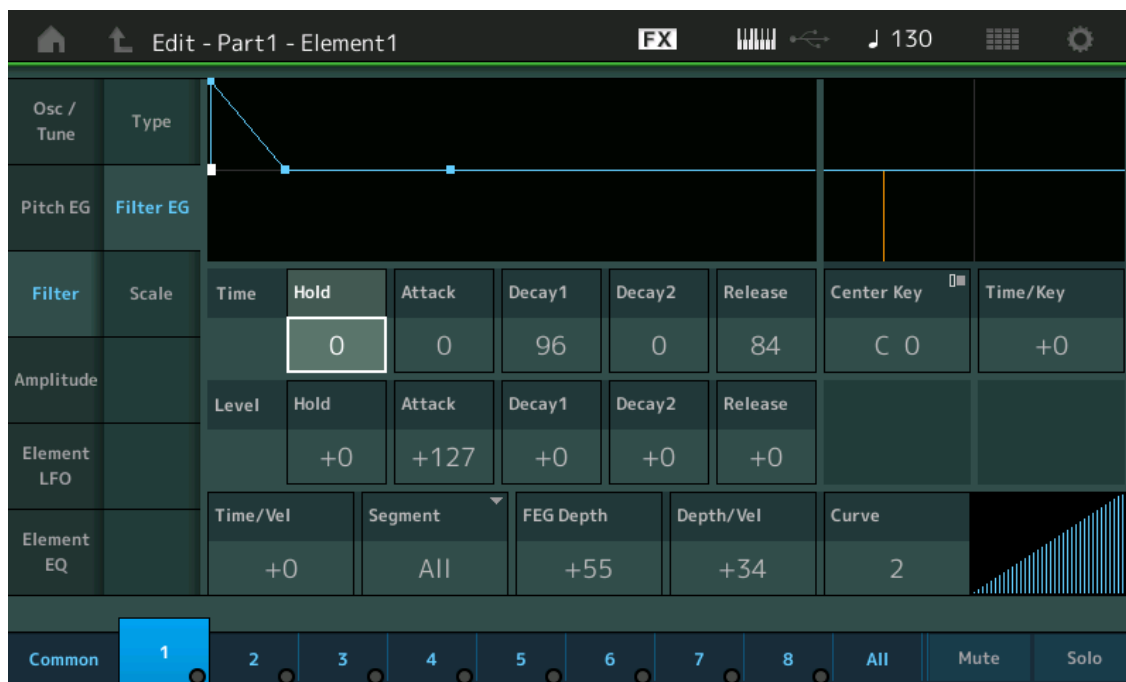 Edit - Part1 - Element1 FX ♩ 130
Osc /
Tune
Type
Pitch EG
Filter EG
Filter
Scale
Amplitude
Element
LFO
Element
EQ
Time Hold Attack Decay1 Decay2 Release Center Key Time/Key
0 0 96 0 84 C 0 +0
Level Hold Attack Decay1 Decay2 Release
+0 +127 +0 +0 +0
Time/Vel Segment FEG Depth Depth/Vel Curve
+0 All +55 +34 2
Common 1 2 3 4 5 6 7 8 All Mute Solo